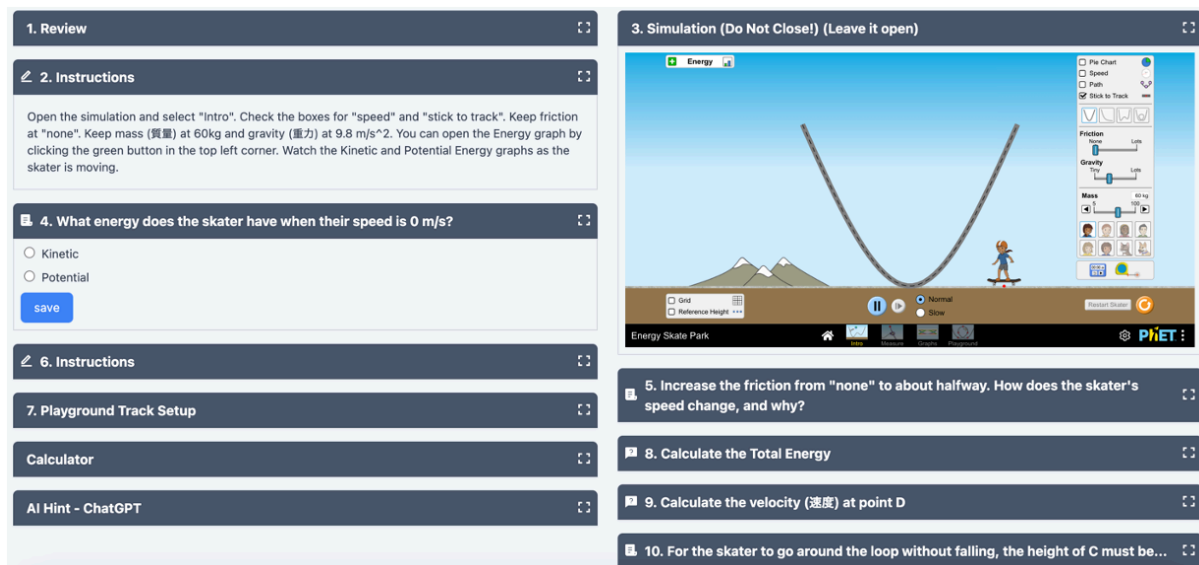 1. Review
2. Instructions
Open the simulation and select "Intro". Check the boxes for "speed" and "stick to track". Keep friction
at "none". Keep mass (質量) at 60kg and gravity (重力) at 9.8 m/s^2. You can open the Energy graph by
clicking the green button in the top left corner. Watch the Kinetic and Potential Energy graphs as the
skater is moving.
4. What energy does the skater have when their speed is 0 m/s?
Kinetic
Potential
save
6. Instructions
7. Playground Track Setup
Calculator
AI Hint - ChatGPT
3. Simulation (Do Not Close!) (Leave it open)
Energy
Pie Chart
Speed
Path
Stick to Track
Friction
None Lots
Gravity
Tiny Lots
Mass 60 kg
5 100
Grid
Reference Height
Normal
Slow
Restart Skater
Energy Skate Park
Intro
Measure
Graphs
Playground
PhET
5. Increase the friction from "none" to about halfway. How does the skater's
speed change, and why?
8. Calculate the Total Energy
9. Calculate the velocity (速度) at point D
10. For the skater to go around the loop without falling, the height of C must be...